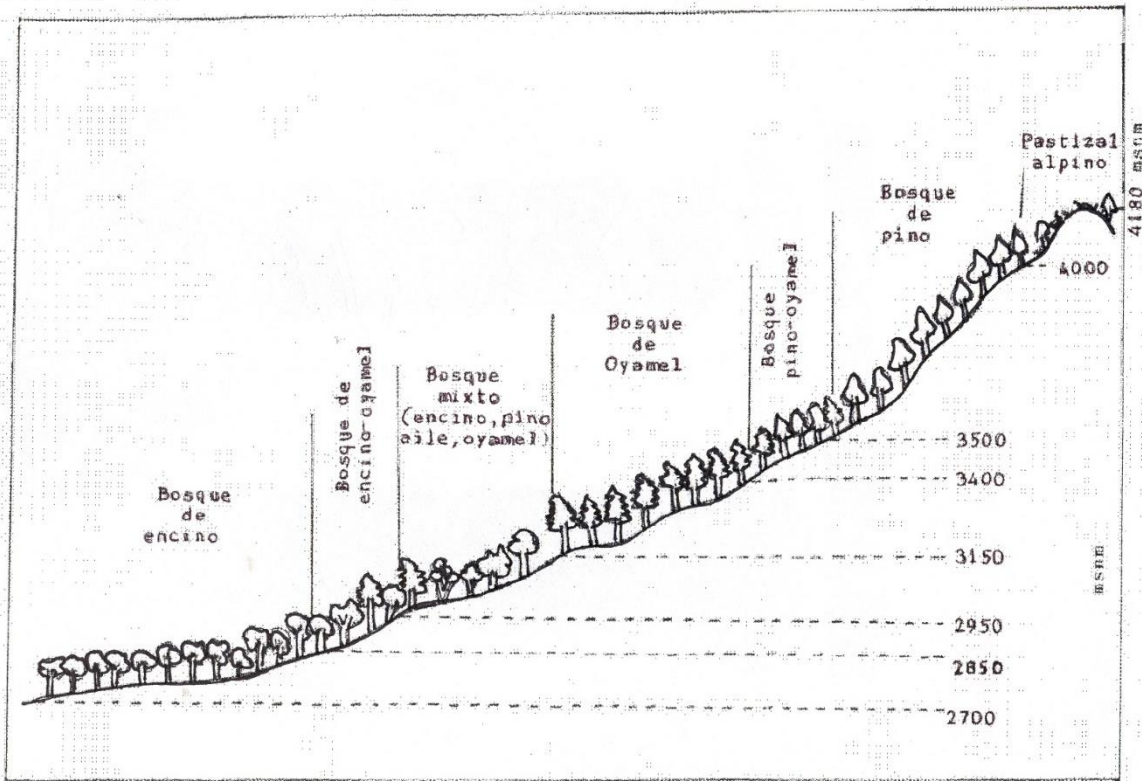 Pastizal
alpino
4180 msnm
Bosque
de
pino
4000
Bosque
pino-oyamel
Bosque
de
Oyamel
Bosque de
encino-oyamel
Bosque
mixto
(encino,pino
aile,oyamel)
Bosque
de
encino
3500
3400
3150
msnm
2950
2850
2700